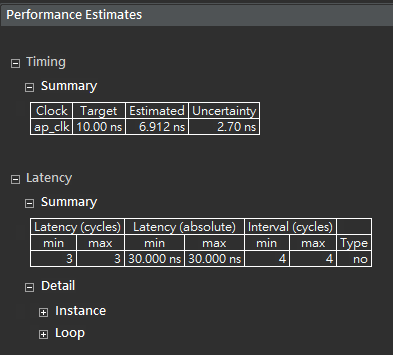 Performance Estimates
Timing
Summary
Clock Target Estimated Uncertainty
ap_clk 10.00 ns 6.912 ns 2.70 ns
Latency
Summary
Latency (cycles) Latency (absolute) Interval (cycles)
min max min max min max Type
3 3 30.000 ns 30.000 ns 4 4 no
Detail
Instance
Loop